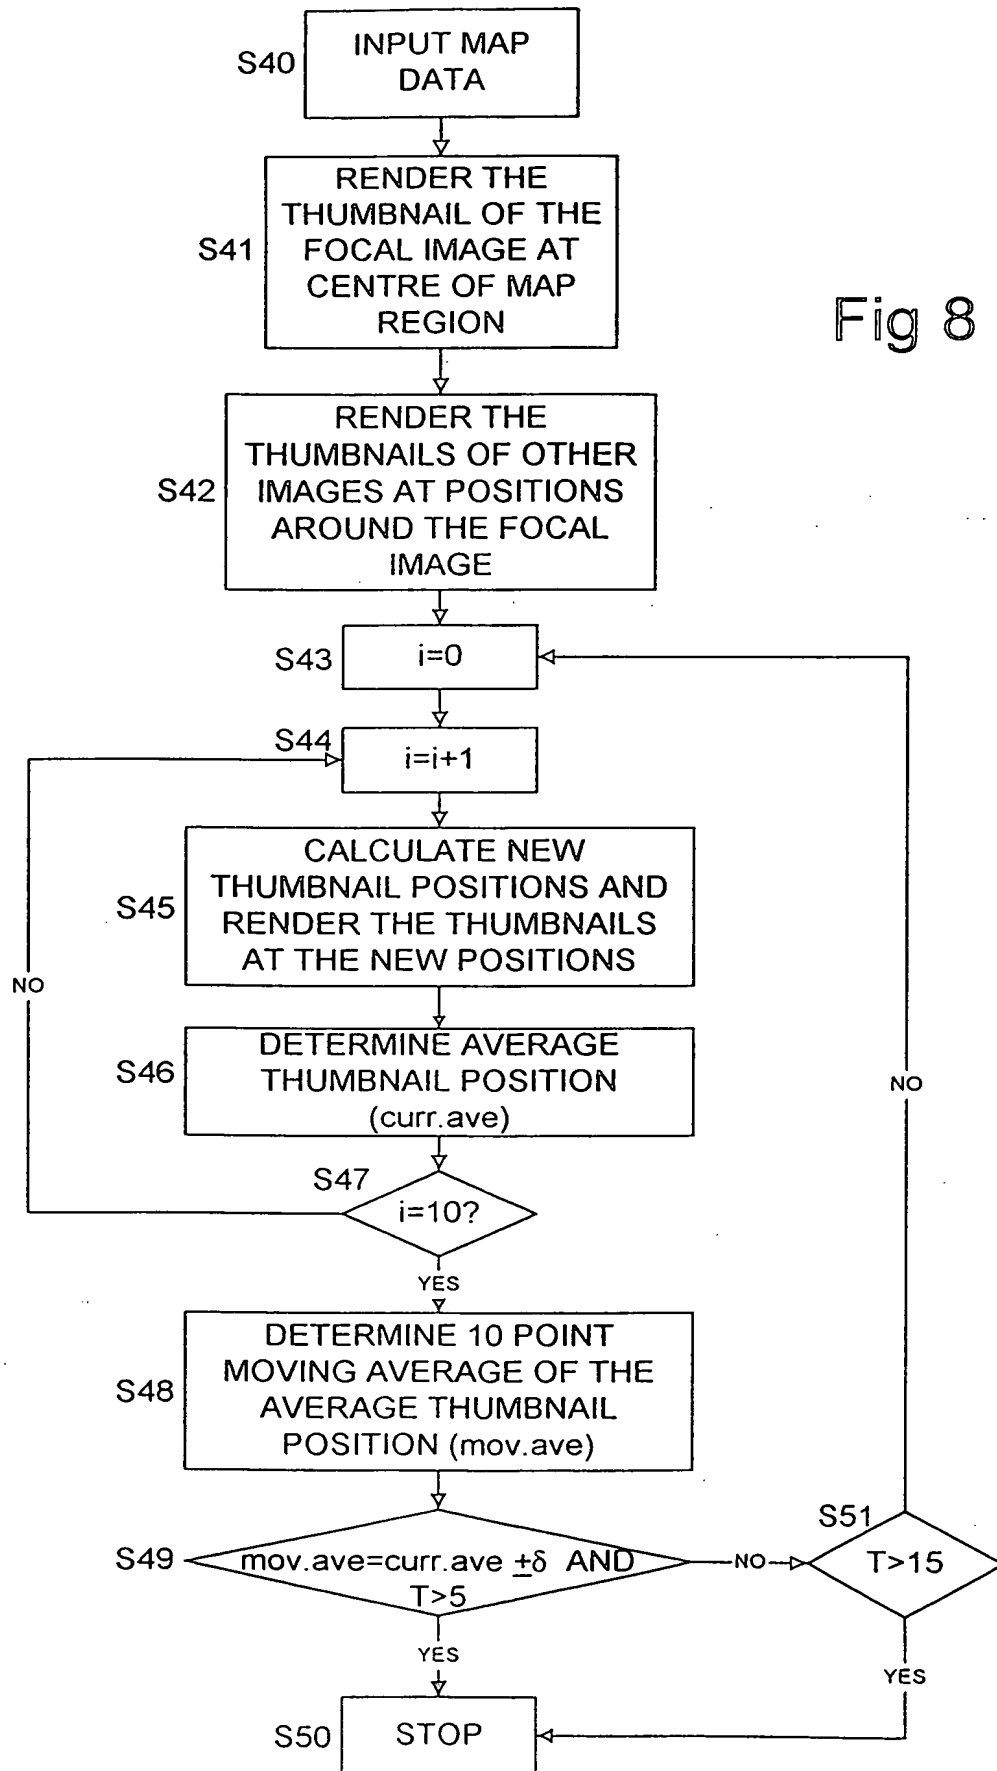 S40
INPUT MAP
DATA
S41
RENDER THE
THUMBNAIL OF THE
FOCAL IMAGE AT
CENTRE OF MAP
REGION
Fig 8
S42
RENDER THE
THUMBNAILS OF OTHER
IMAGES AT POSITIONS
AROUND THE FOCAL
IMAGE
S43
i=0
S44
i=i+1
S45
CALCULATE NEW
THUMBNAIL POSITIONS AND
RENDER THE THUMBNAILS
AT THE NEW POSITIONS
NO
S46
DETERMINE AVERAGE
THUMBNAIL POSITION
(curr.ave)
NO
S47
i=10?
YES
S48
DETERMINE 10 POINT
MOVING AVERAGE OF THE
AVERAGE THUMBNAIL
POSITION (mov.ave)
S49
mov.ave=curr.ave ±δ AND
T>5
NO
S51
T>15
YES
YES
S50
STOP